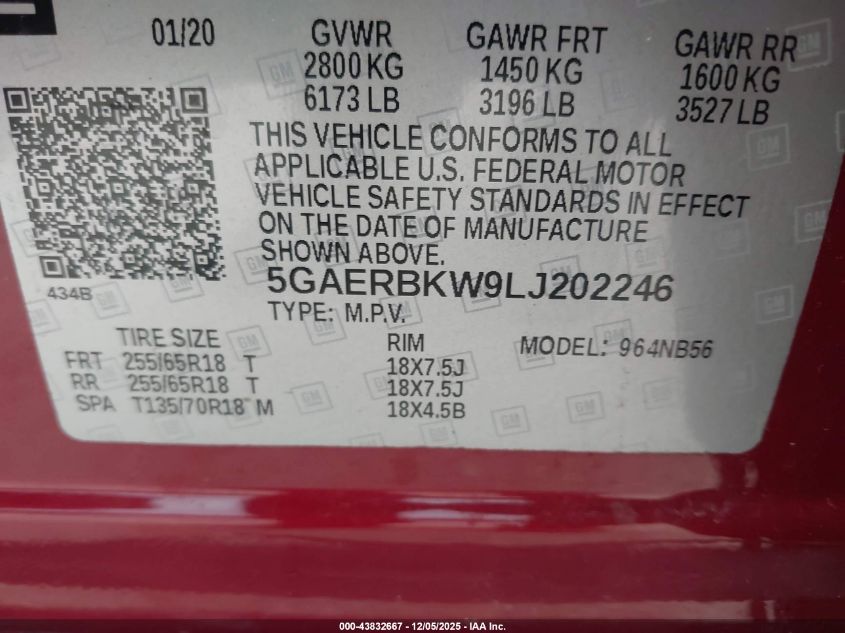 01/20 GVWR GAWR FRT GAWR RR
2800 KG 1450 KG 1600 KG
6173 LB 3196 LB 3527 LB
THIS VEHICLE CONFORMS TO ALL
APPLICABLE U.S. FEDERAL MOTOR
VEHICLE SAFETY STANDARDS IN EFFECT
ON THE DATE OF MANUFACTURE
SHOWN ABOVE.
434B 5GAERBKW9LJ202246
TYPE: M.P.V.
TIRE SIZE RIM MODEL: 964NB56
FRT 255/65R18 T 18X7.5J
RR 255/65R18 T 18X7.5J
SPA T135/70R18 M 18X4.5B
000-43832667 - 12/05/2025 - IAA Inc.